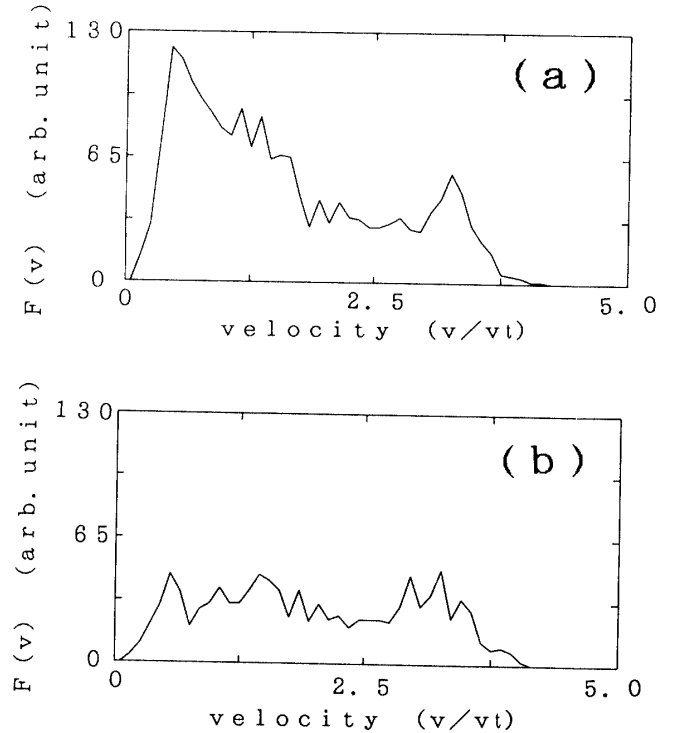 130
(a)
F(v) (arb. unit)
65
0
0 2.5 5.0
velocity (v/vt)
130
(b)
F(v) (arb. unit)
65
0
0 2.5 5.0
velocity (v/vt)